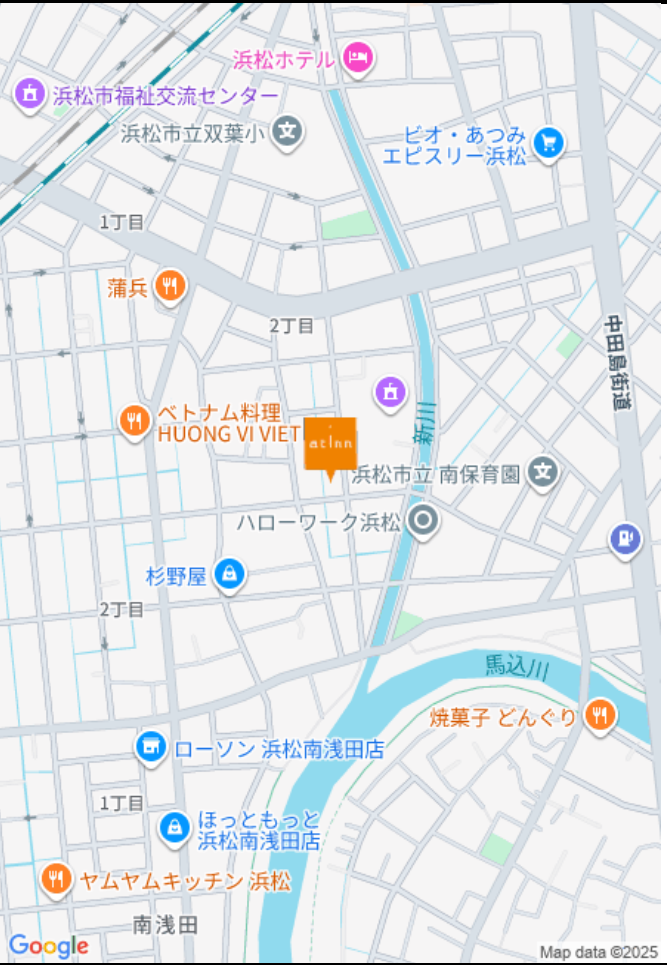 浜松ホテル
浜松市福祉交流センター
浜松市立双葉小
ビオ・あつみ
エピスリー浜松
1丁目
蒲兵
2丁目
中田島街道
ベトナム料理
HUONG VI VIET
atinn
新川
浜松市立 南保育園
ハローワーク浜松
杉野屋
2丁目
馬込川
焼菓子 どんぐり
ローソン 浜松南浅田店
1丁目
ほっともっと
浜松南浅田店
ヤムヤムキッチン 浜松
南浅田
Google
Map data ©2025